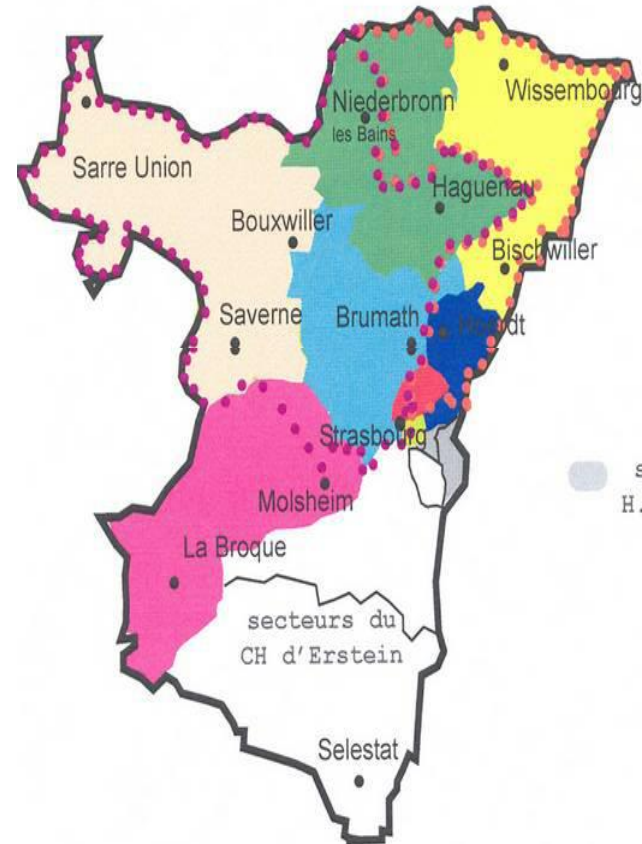 Niederbronn
les Bains
Wissembourg
Sarre Union
Haguenau
Bouxwiller
Bischwiller
Saverne
Brumath
Strasbourg
Molsheim
s
H.
La Broque
secteurs du
CH d'Erstein
Selestat